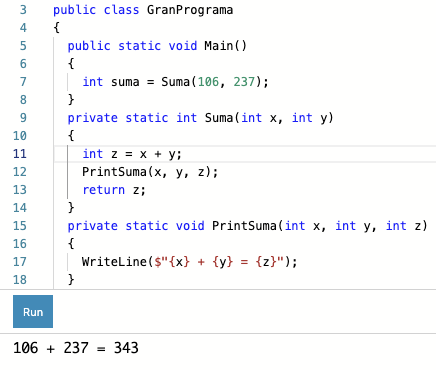 3 public class GranPrograma
4 {
5 public static void Main()
6 {
7 int suma = Suma(106, 237);
8 }
9 private static int Suma(int x, int y)
10 {
11 int z = x + y;
12 PrintSuma(x, y, z);
13 return z;
14 }
15 private static void PrintSuma(int x, int y, int z)
16 {
17 WriteLine($"{x} + {y} = {z}");
18 }
Run
106 + 237 = 343